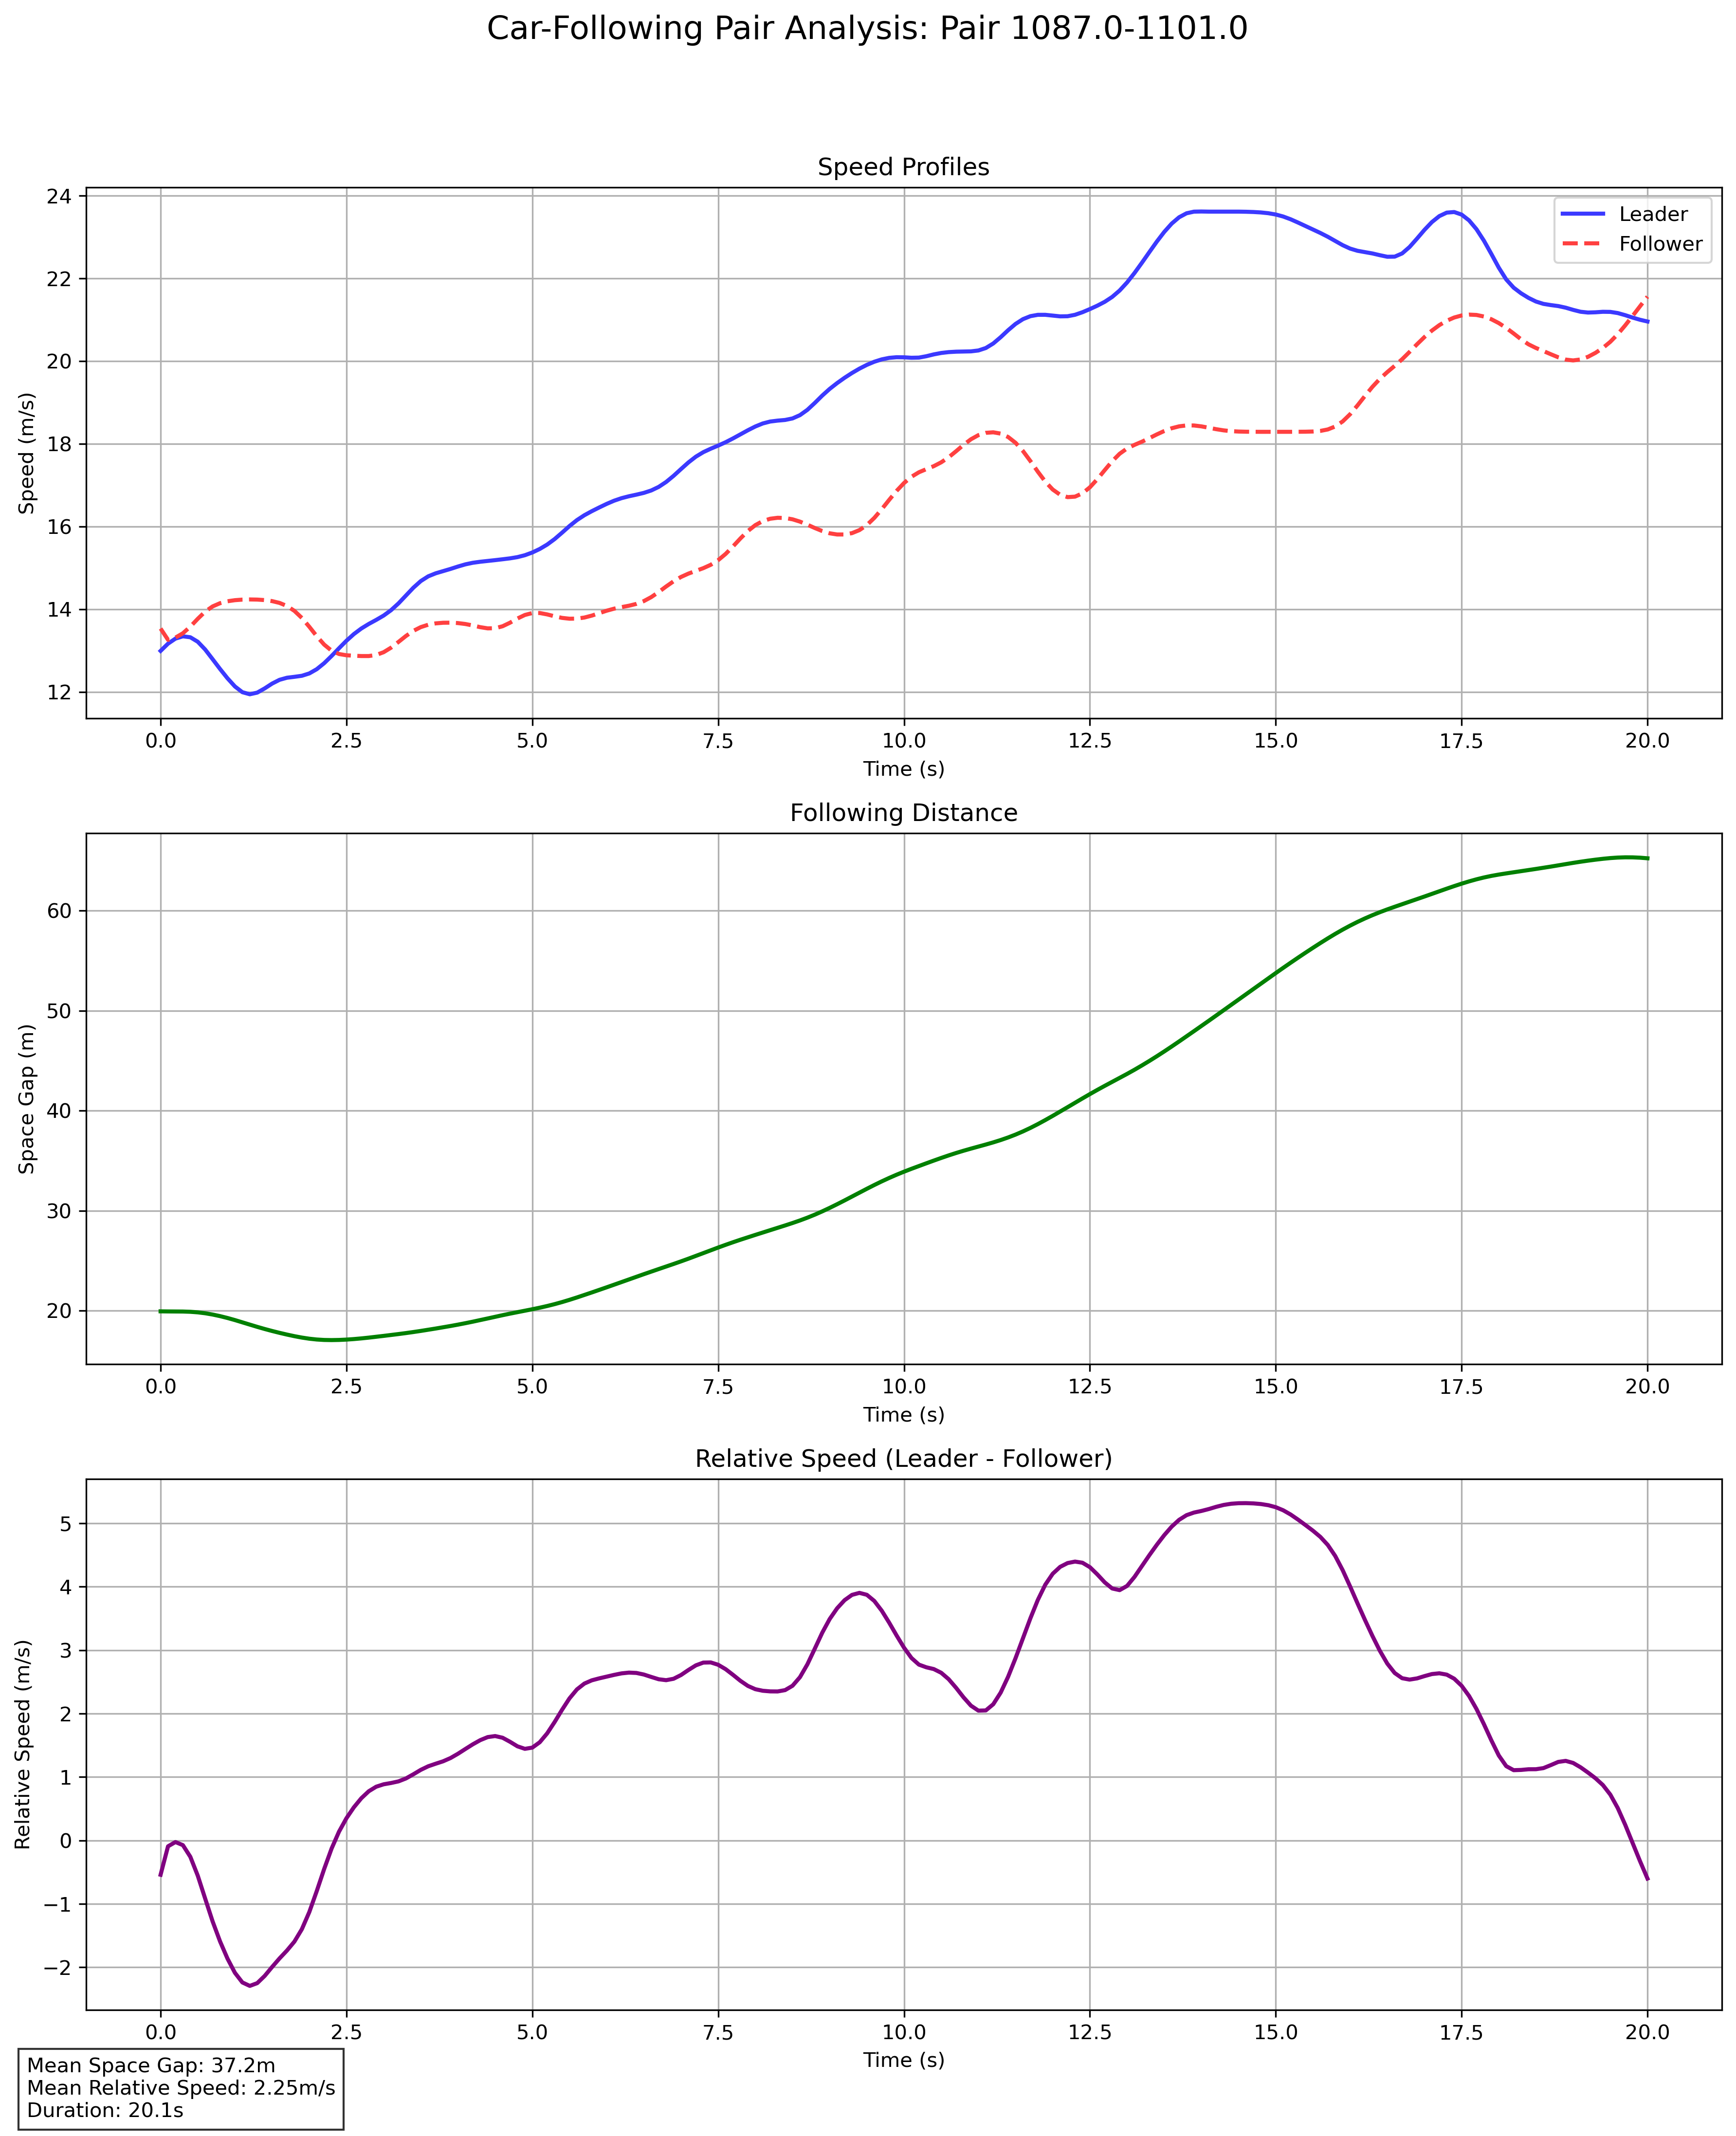 Car-Following Pair Analysis: Pair 1087.0-1101.0
Speed Profiles
Speed (m/s)
24
22
20
18
16
14
12
Leader
Follower
0.0 2.5 5.0 7.5 10.0 12.5 15.0 17.5 20.0
Time (s)
Following Distance
Space Gap (m)
60
50
40
30
20
0.0 2.5 5.0 7.5 10.0 12.5 15.0 17.5 20.0
Time (s)
Relative Speed (Leader - Follower)
Relative Speed (m/s)
5
4
3
2
1
0
−1
−2
0.0 2.5 5.0 7.5 10.0 12.5 15.0 17.5 20.0
Time (s)
Mean Space Gap: 37.2m
Mean Relative Speed: 2.25m/s
Duration: 20.1s